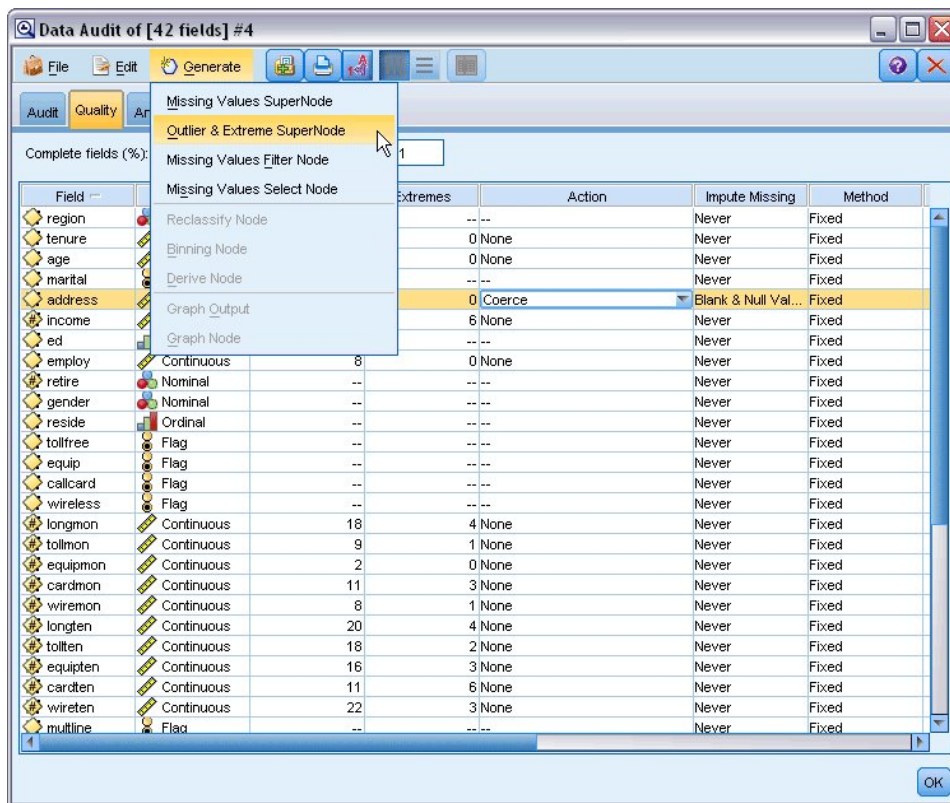 Data Audit of [42 fields] #4
File Edit Generate
Audit Quality An
Missing Values SuperNode
Outlier & Extreme SuperNode
Missing Values Filter Node
Missing Values Select Node
Reclassify Node
Binning Node
Derive Node
Graph Output
Graph Node
Complete fields (%): 1
Field Extremes Action Impute Missing Method
region -- -- Never Fixed
tenure 0 None Never Fixed
age 0 None Never Fixed
marital -- -- Never Fixed
address 0 Coerce Blank & Null Val... Fixed
income 6 None Never Fixed
ed -- -- Never Fixed
employ Continuous 8 0 None Never Fixed
retire Nominal -- -- -- Never Fixed
gender Nominal -- -- -- Never Fixed
reside Ordinal -- -- -- Never Fixed
tollfree Flag -- -- -- Never Fixed
equip Flag -- -- -- Never Fixed
callcard Flag -- -- -- Never Fixed
wireless Flag -- -- -- Never Fixed
longmon Continuous 18 4 None Never Fixed
tollmon Continuous 9 1 None Never Fixed
equipmon Continuous 2 0 None Never Fixed
cardmon Continuous 11 3 None Never Fixed
wiremon Continuous 8 1 None Never Fixed
longten Continuous 20 4 None Never Fixed
tollten Continuous 18 2 None Never Fixed
equipten Continuous 16 3 None Never Fixed
cardten Continuous 11 6 None Never Fixed
wireten Continuous 22 3 None Never Fixed
multline Flag -- -- -- Never Fixed
OK